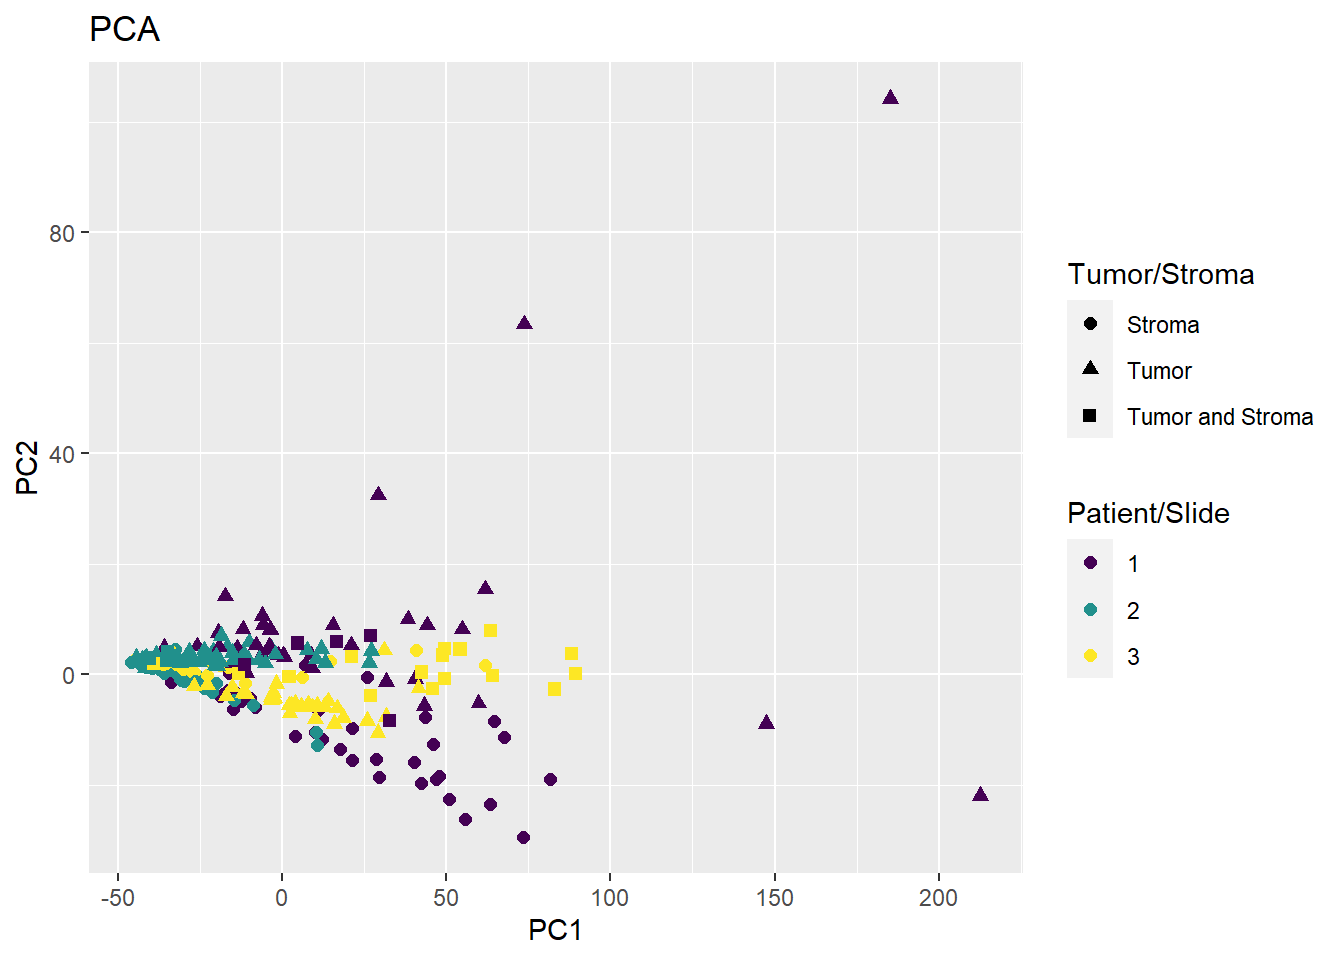 PCA
80
40
0
PC2
-50
0
50
100
150
200
PC1
Tumor/Stroma
Stroma
Tumor
Tumor and Stroma
Patient/Slide
1
2
3